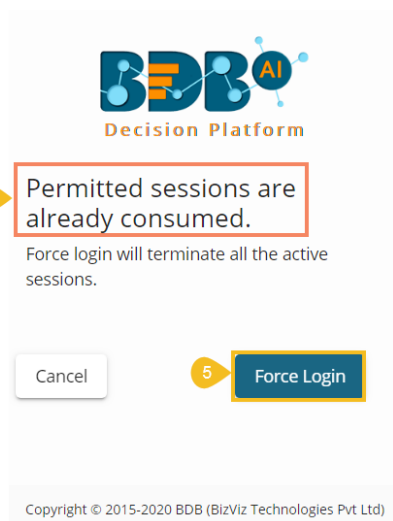 BDB AI
Decision Platform
Permitted sessions are
already consumed.
Force login will terminate all the active
sessions.
Cancel
5
Force Login
Copyright © 2015-2020 BDB (BizViz Technologies Pvt Ltd)